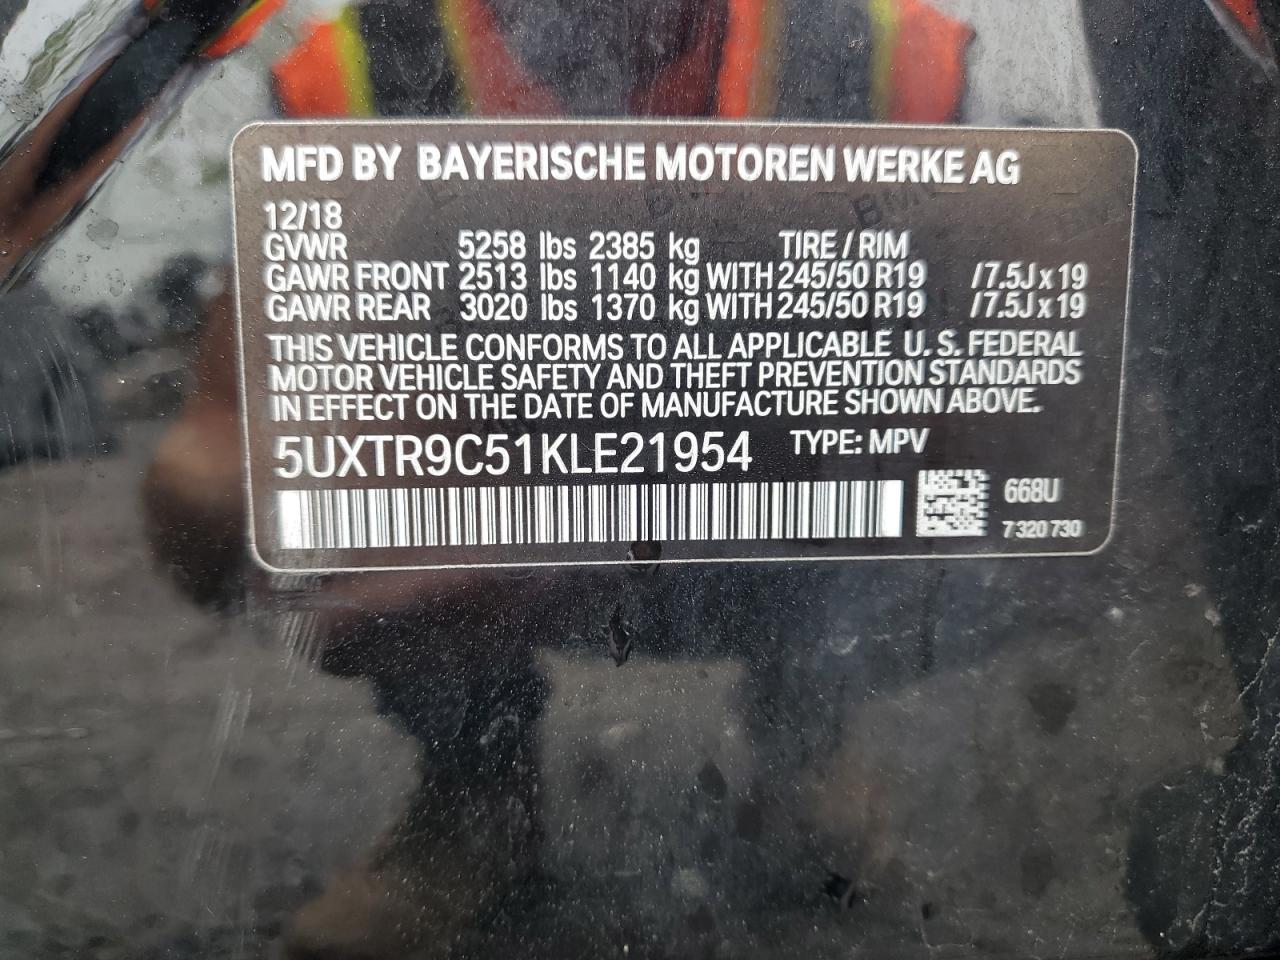 MFD BY BAYERISCHE MOTOREN WERKE AG
12/18
GVWR 5258 lbs 2385 kg TIRE / RIM
GAWR FRONT 2513 lbs 1140 kg WITH 245/50 R19 /7.5J x 19
GAWR REAR 3020 lbs 1370 kg WITH 245/50 R19 /7.5J x 19
THIS VEHICLE CONFORMS TO ALL APPLICABLE U.S. FEDERAL
MOTOR VEHICLE SAFETY AND THEFT PREVENTION STANDARDS
IN EFFECT ON THE DATE OF MANUFACTURE SHOWN ABOVE.
5UXTR9C51KLE21954 TYPE: MPV
668U
7 320 730